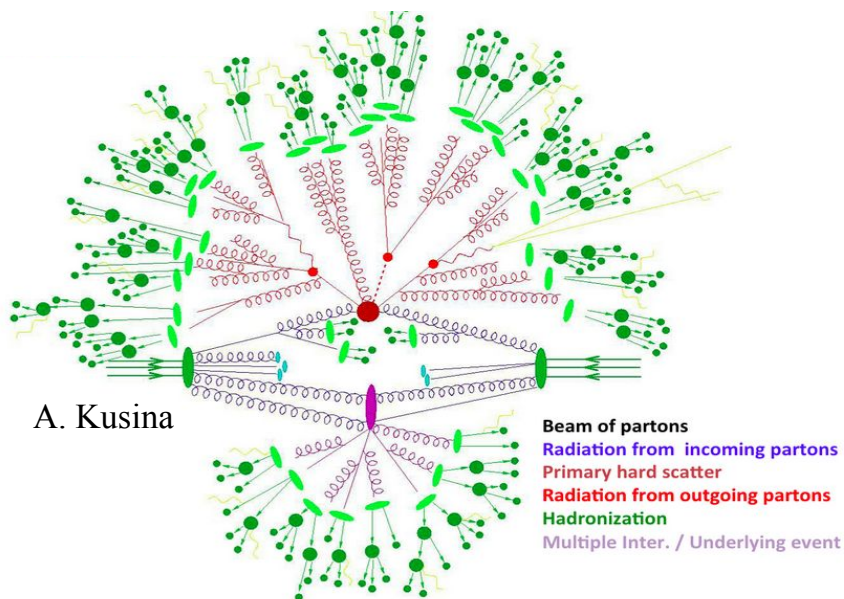 A. Kusina
Beam of partons
Radiation from incoming partons
Primary hard scatter
Radiation from outgoing partons
Hadronization
Multiple Inter. / Underlying event